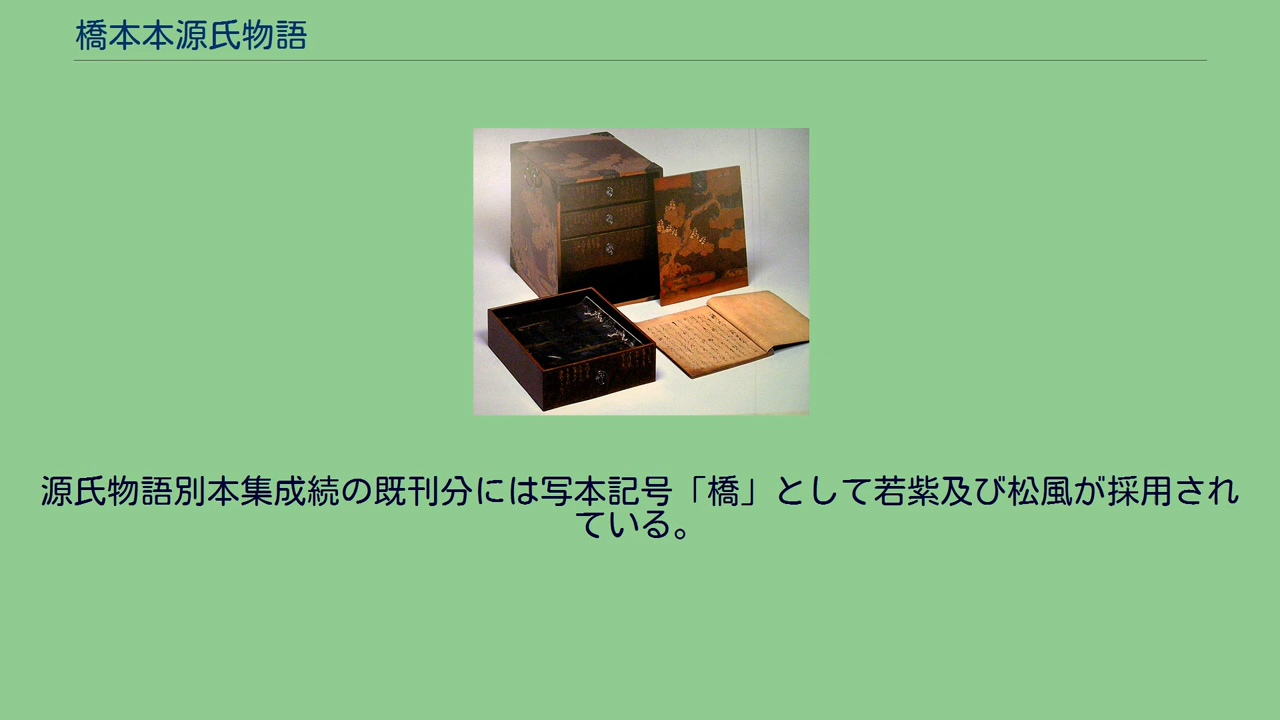 橋本本源氏物語
源氏物語別本集成続の既刊分には写本記号「橋」として若紫及び松風が採用され
ている。